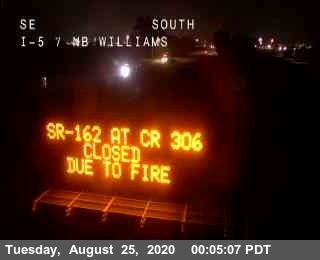 SE SOUTH
I-5 7 NB WILLIAMS
SR-162 AT CR 306
CLOSED
DUE TO FIRE
Tuesday, August 25, 2020 00:05:07 PDT